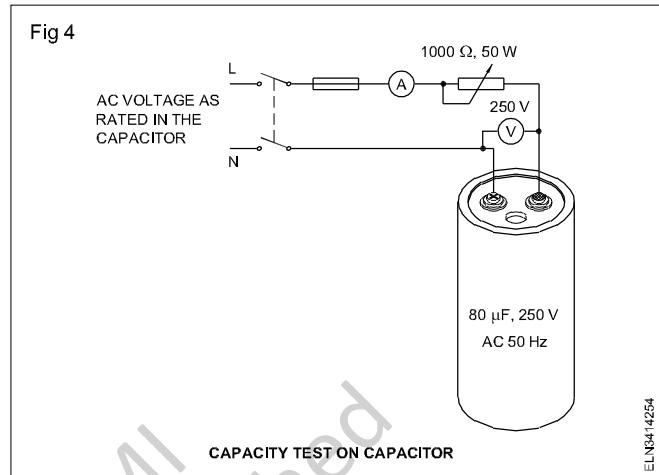 Fig 4
1000 Ω, 50 W
L
A
AC VOLTAGE AS
RATED IN THE
CAPACITOR
250 V
V
N
80 µF, 250 V
AC 50 Hz
CAPACITY TEST ON CAPACITOR
ELN3414254